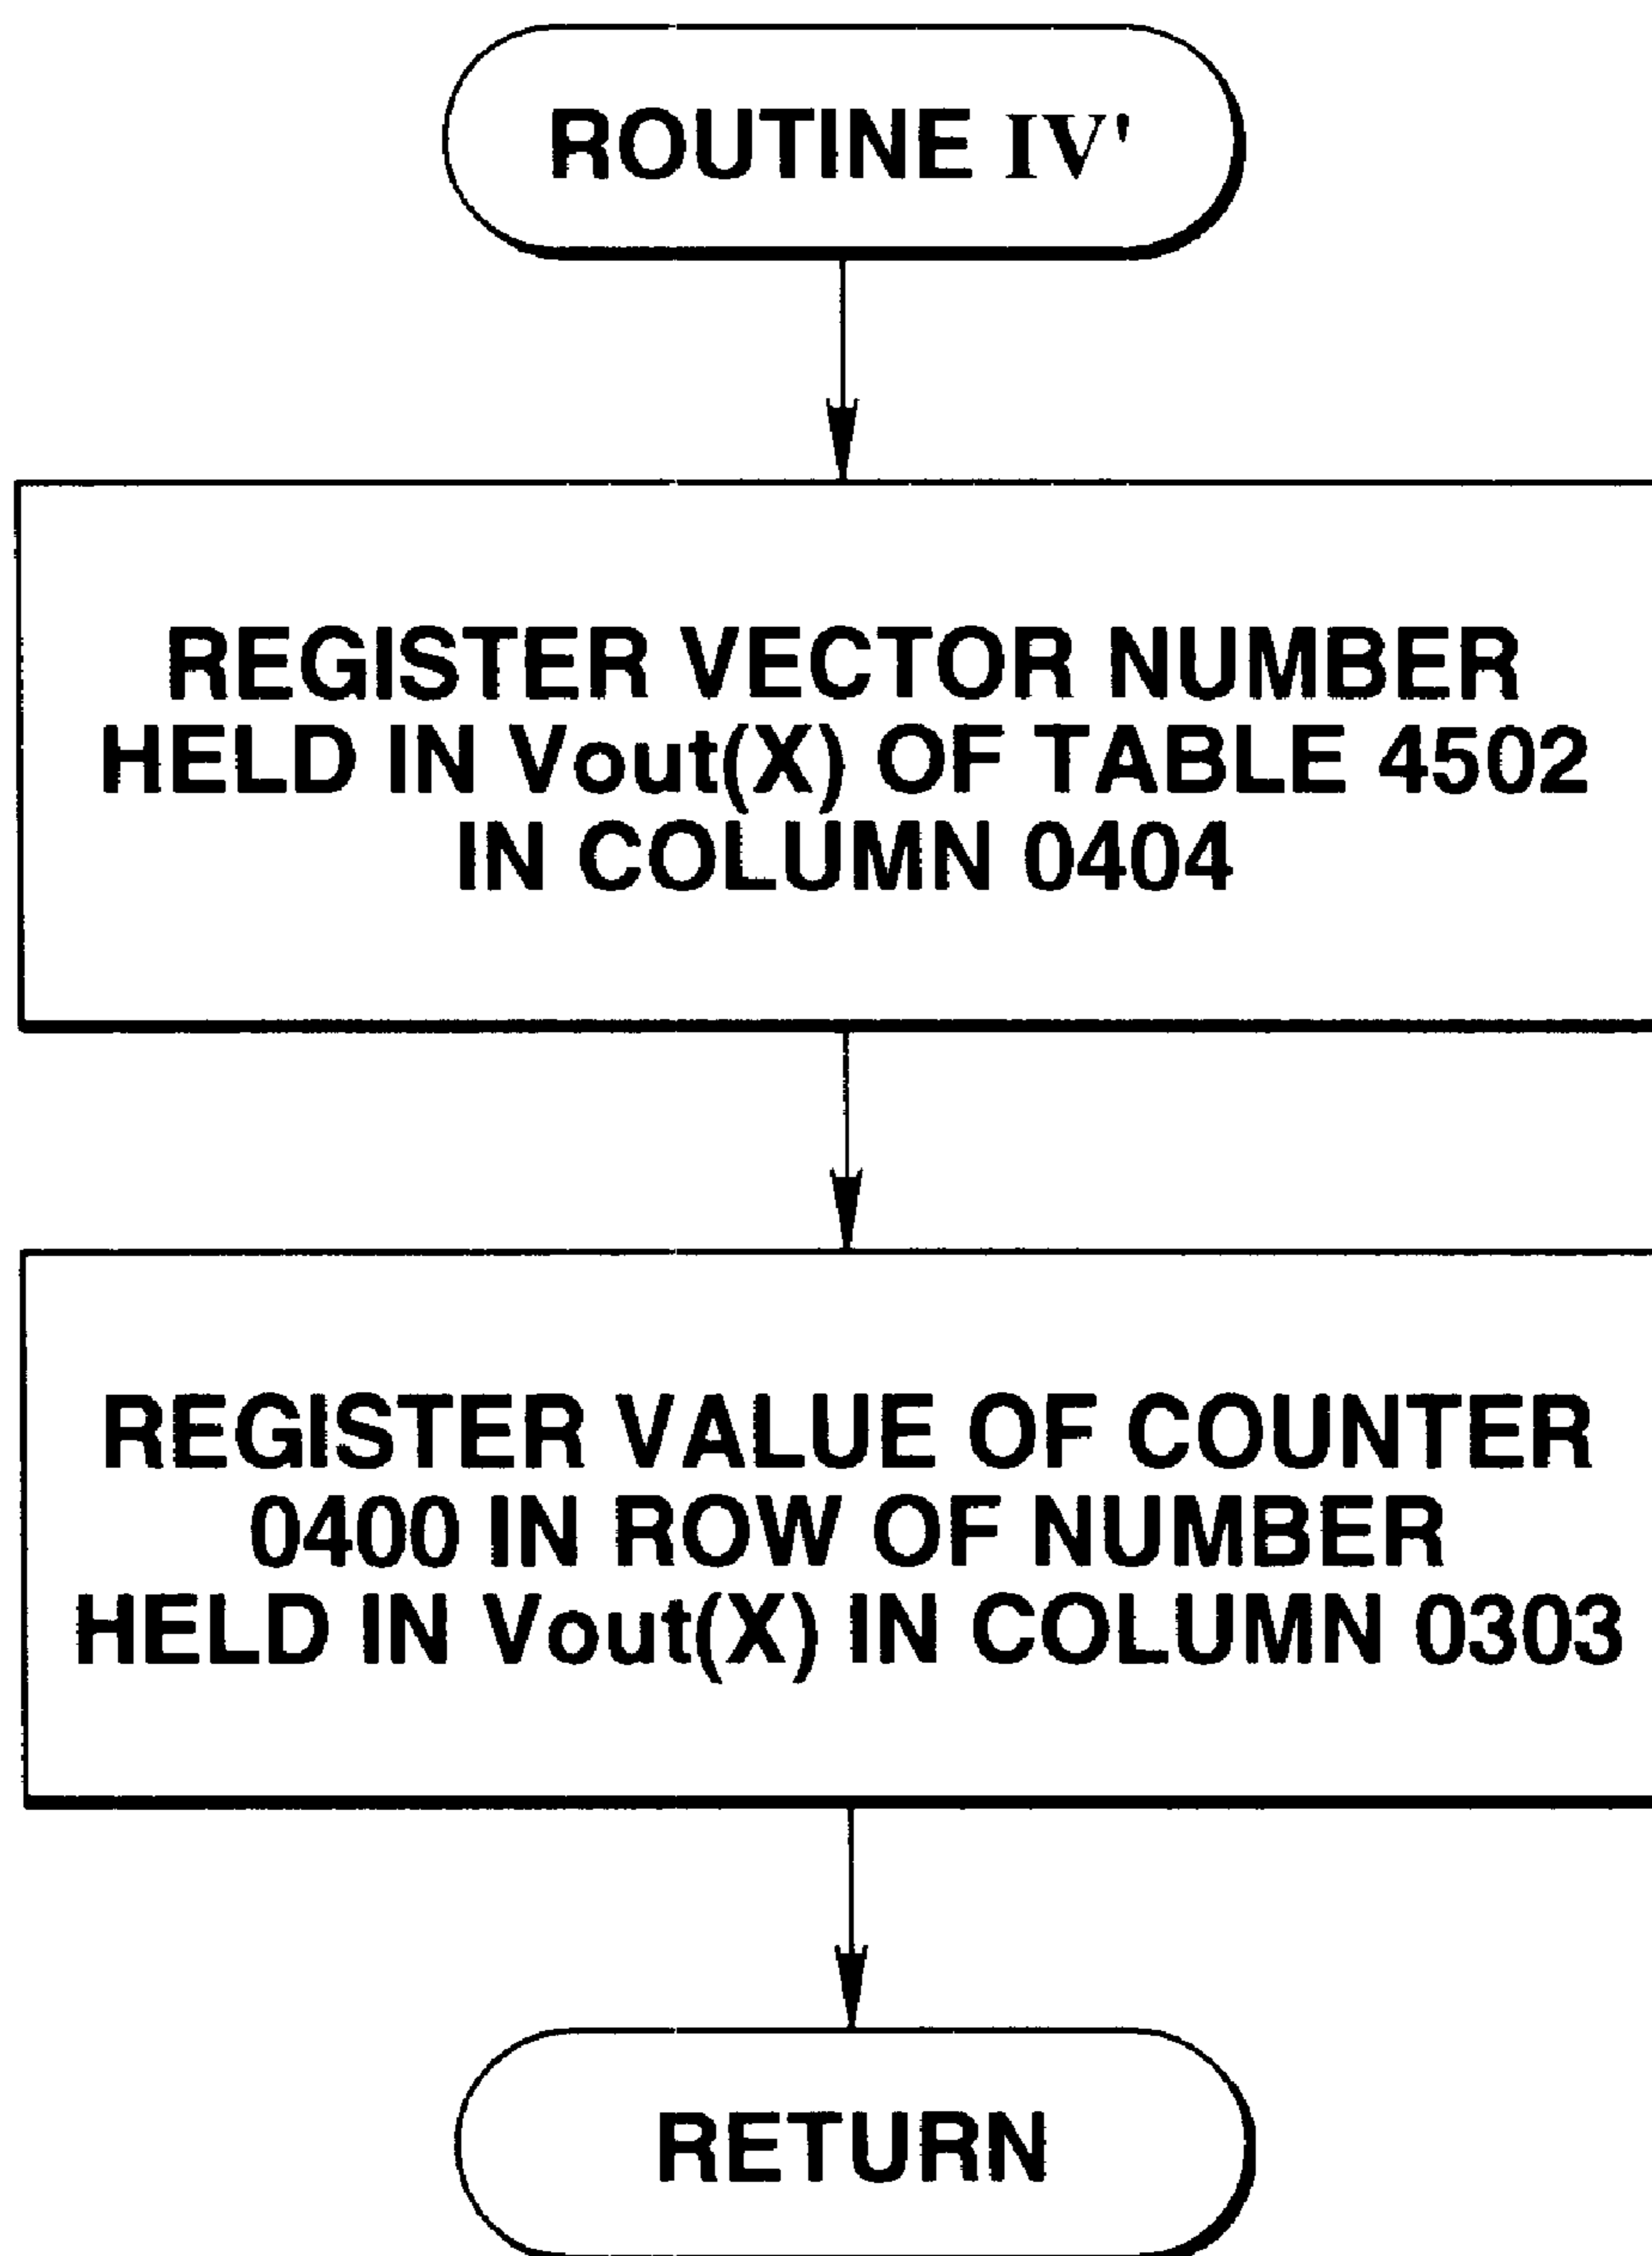 ROUTINE IV'
REGISTER VECTOR NUMBER
HELD IN Vout(X) OF TABLE 4502
IN COLUMN 0404
REGISTER VALUE OF COUNTER
0400 IN ROW OF NUMBER
HELD IN Vout(X) IN COLUMN 0303
RETURN